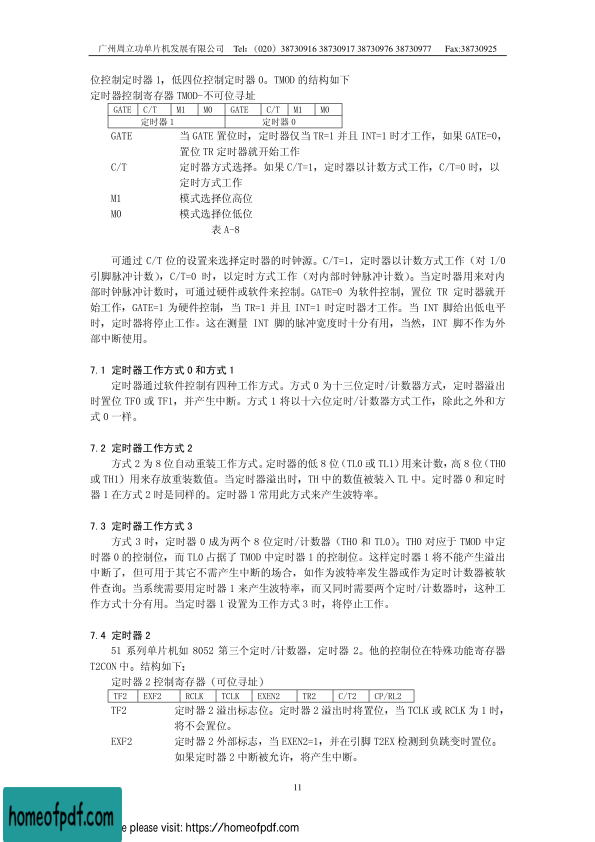 广州周立功单片机发展有限公司 Tel:（020）38730916 38730917 38730976 38730977 Fax:38730925
位控制定时器 1，低四位控制定时器 0。TMOD 的结构如下
定时器控制寄存器 TMOD-不可位寻址
GATE C/T M1 M0 GATE C/T M1 M0
定时器 1 定时器 0
GATE 当 GATE 置位时，定时器仅当 TR=1 并且 INT=1 时才工作，如果 GATE=0，
置位 TR 定时器就开始工作
C/T 定时器方式选择。如果 C/T=1，定时器以计数方式工作，C/T=0 时，以
定时方式工作
M1 模式选择位高位
M0 模式选择位低位
表 A-8
可通过 C/T 位的设置来选择定时器的时钟源。C/T=1，定时器以计数方式工作（对 I/O
引脚脉冲计数），C/T=0 时，以定时方式工作（对内部时钟脉冲计数）。当定时器用来对内
部时钟脉冲计数时，可通过硬件或软件来控制。GATE=0 为软件控制，置位 TR 定时器就开
始工作，GATE=1 为硬件控制，当 TR=1 并且 INT=1 时定时器才工作。当 INT 脚给出低电平
时，定时器将停止工作。这在测量 INT 脚的脉冲宽度时十分有用，当然，INT 脚不作为外
部中断使用。
7.1 定时器工作方式 0 和方式 1
定时器通过软件控制有四种工作方式。方式 0 为十三位定时/计数器方式，定时器溢出
时置位 TF0 或 TF1，并产生中断。方式 1 将以十六位定时/计数器方式工作，除此之外和方
式 0 一样。
7.2 定时器工作方式 2
方式 2 为 8 位自动重装工作方式。定时器的低 8 位（TL0 或 TL1）用来计数，高 8 位（TH0
或 TH1）用来存放重装数值。当定时器溢出时，TH 中的数值被装入 TL 中。定时器 0 和定时
器 1 在方式 2 时是同样的。定时器 1 常用此方式来产生波特率。
7.3 定时器工作方式 3
方式 3 时，定时器 0 成为两个 8 位定时/计数器（TH0 和 TL0）。TH0 对应于 TMOD 中定
时器 0 的控制位，而 TL0 占据了 TMOD 中定时器 1 的控制位。这样定时器 1 将不能产生溢出
中断了，但可用于其它不需产生中断的场合，如作为波特率发生器或作为定时计数器被软
件查询。当系统需要用定时器 1 来产生波特率，而又同时需要两个定时/计数器时，这种工
作方式十分有用。当定时器 1 设置为工作方式 3 时，将停止工作。
7.4 定时器 2
51 系列单片机如 8052 第三个定时/计数器，定时器 2。他的控制位在特殊功能寄存器
T2CON 中。结构如下：
定时器 2 控制寄存器（可位寻址）
TF2 EXF2 RCLK TCLK EXEN2 TR2 C/T2 CP/RL2
TF2 定时器 2 溢出标志位。定时器 2 溢出时将置位，当 TCLK 或 RCLK 为 1 时，
将不会置位。
EXF2 定时器 2 外部标志，当 EXEN2=1，并在引脚 T2EX 检测到负跳变时置位。
如果定时器 2 中断被允许，将产生中断。
11
homeofpdf.com
please visit: https://homeofpdf.com